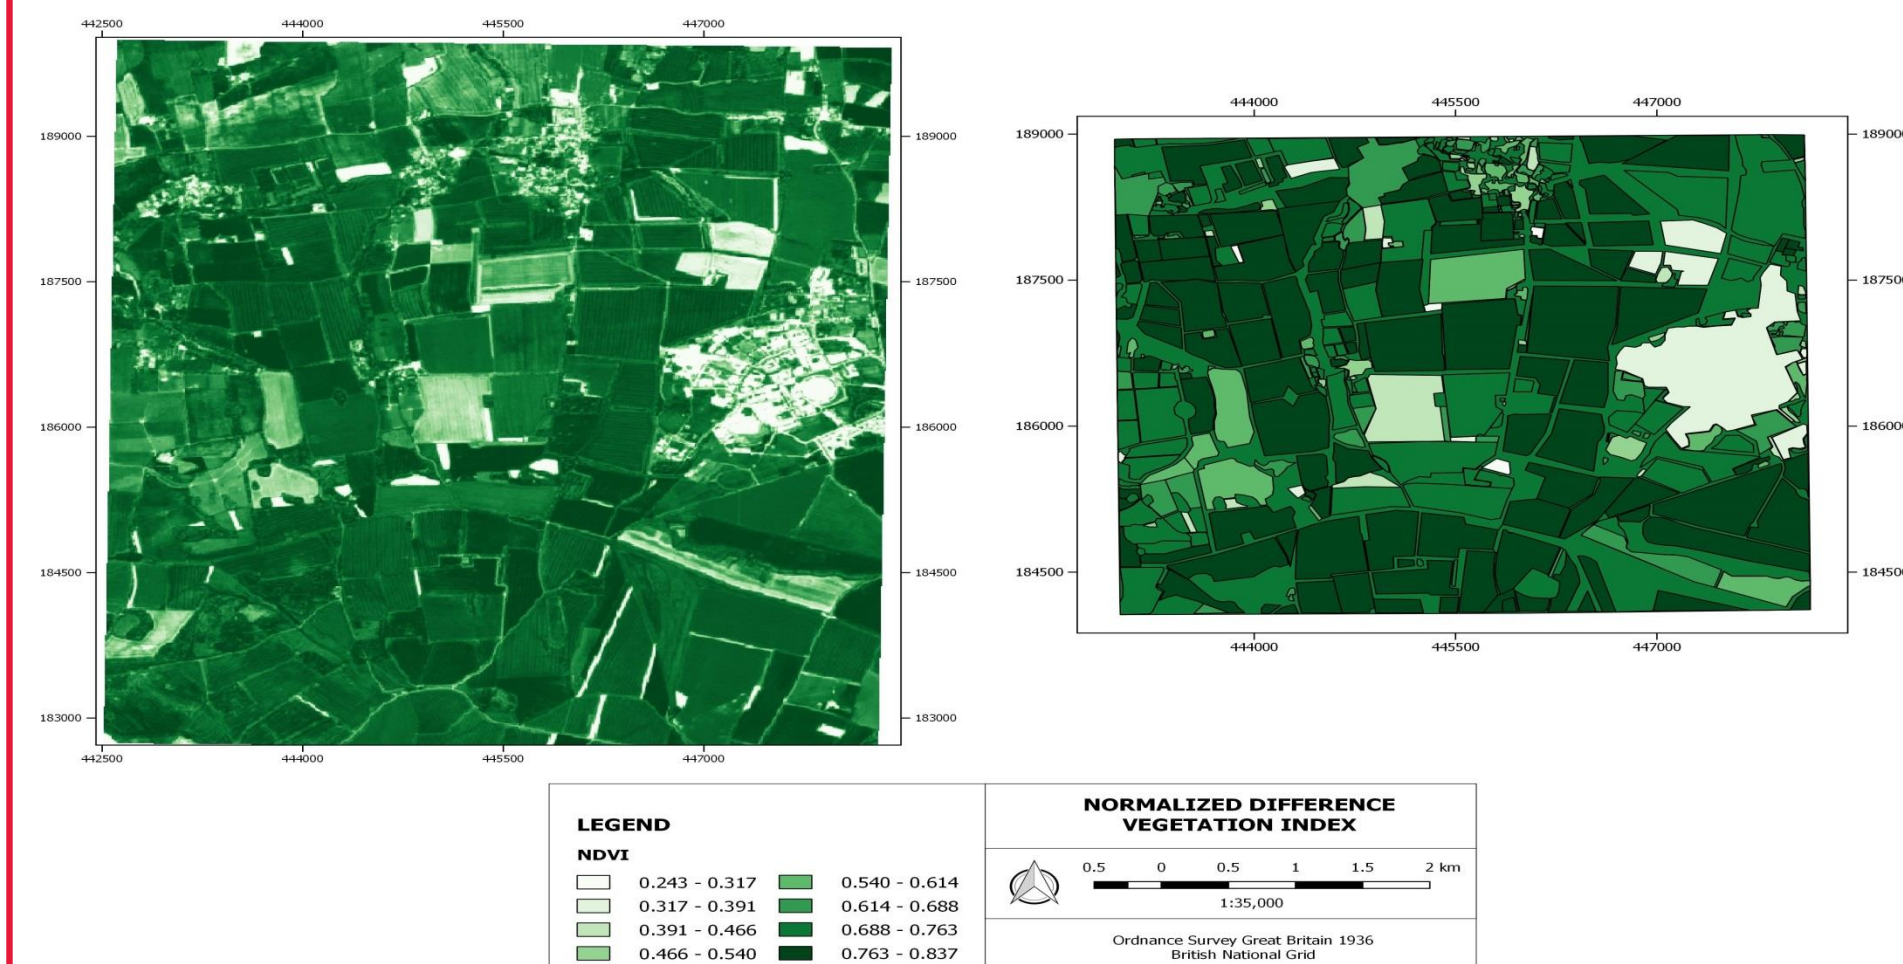 442500 444000 445500 447000
189000 189000
187500 187500
186000 186000
184500 184500
183000 183000
442500 444000 445500 447000
444000 445500 447000
189000 18900
187500 18750
186000 18600
184500 18450
444000 445500 447000
LEGEND
NDVI
0.243 - 0.317 0.540 - 0.614
0.317 - 0.391 0.614 - 0.688
0.391 - 0.466 0.688 - 0.763
0.466 - 0.540 0.763 - 0.837
NORMALIZED DIFFERENCE
VEGETATION INDEX
0.5 0 0.5 1 1.5 2 km
1:35,000
Ordnance Survey Great Britain 1936
British National Grid